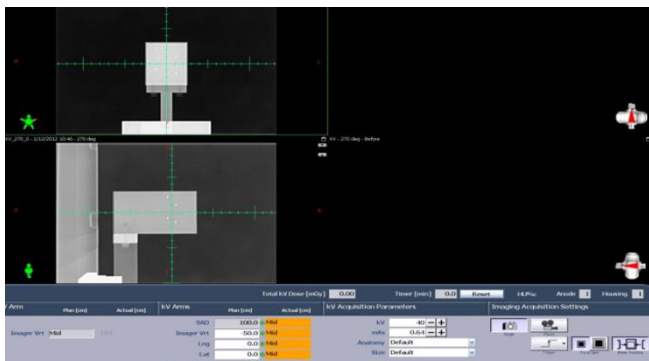 kV_270_0 - 1/12/2012 10:46 - 270 deg
kV - 270 deg - Before
Total kV Dose [mGy] 0.00 Timer [min] 0.0 Reset Anode 1 Housing 1
Arm Plan [cm] Actual [cm] kV Arms Plan [cm] Actual [cm] kV Acquisition Parameters Imaging Acquisition Settings
SAD 100.0 Mid kV 40
Imager Vrt Mid Imager Vrt -50.0 Mid mAs 0.64
Lng 0.0 Mid Anatomy Default
Lat 0.0 Mid Size Default